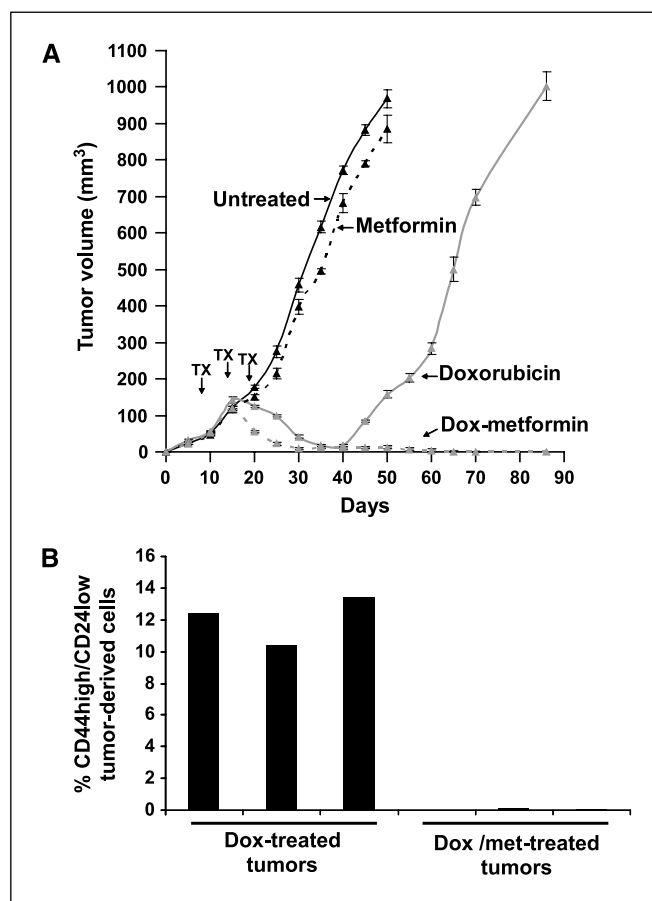 A
1100
1000
900
800
700
600
500
400
300
200
100
0
Tumor volume (mm³)
Untreated
Metformin
TX
TX
TX
Doxorubicin
Dox-metformin
0 10 20 30 40 50 60 70 80 90
Days
B
16
14
12
10
8
6
4
2
0
% CD44high/CD24low
tumor-derived cells
Dox-treated
tumors
Dox /met-treated
tumors